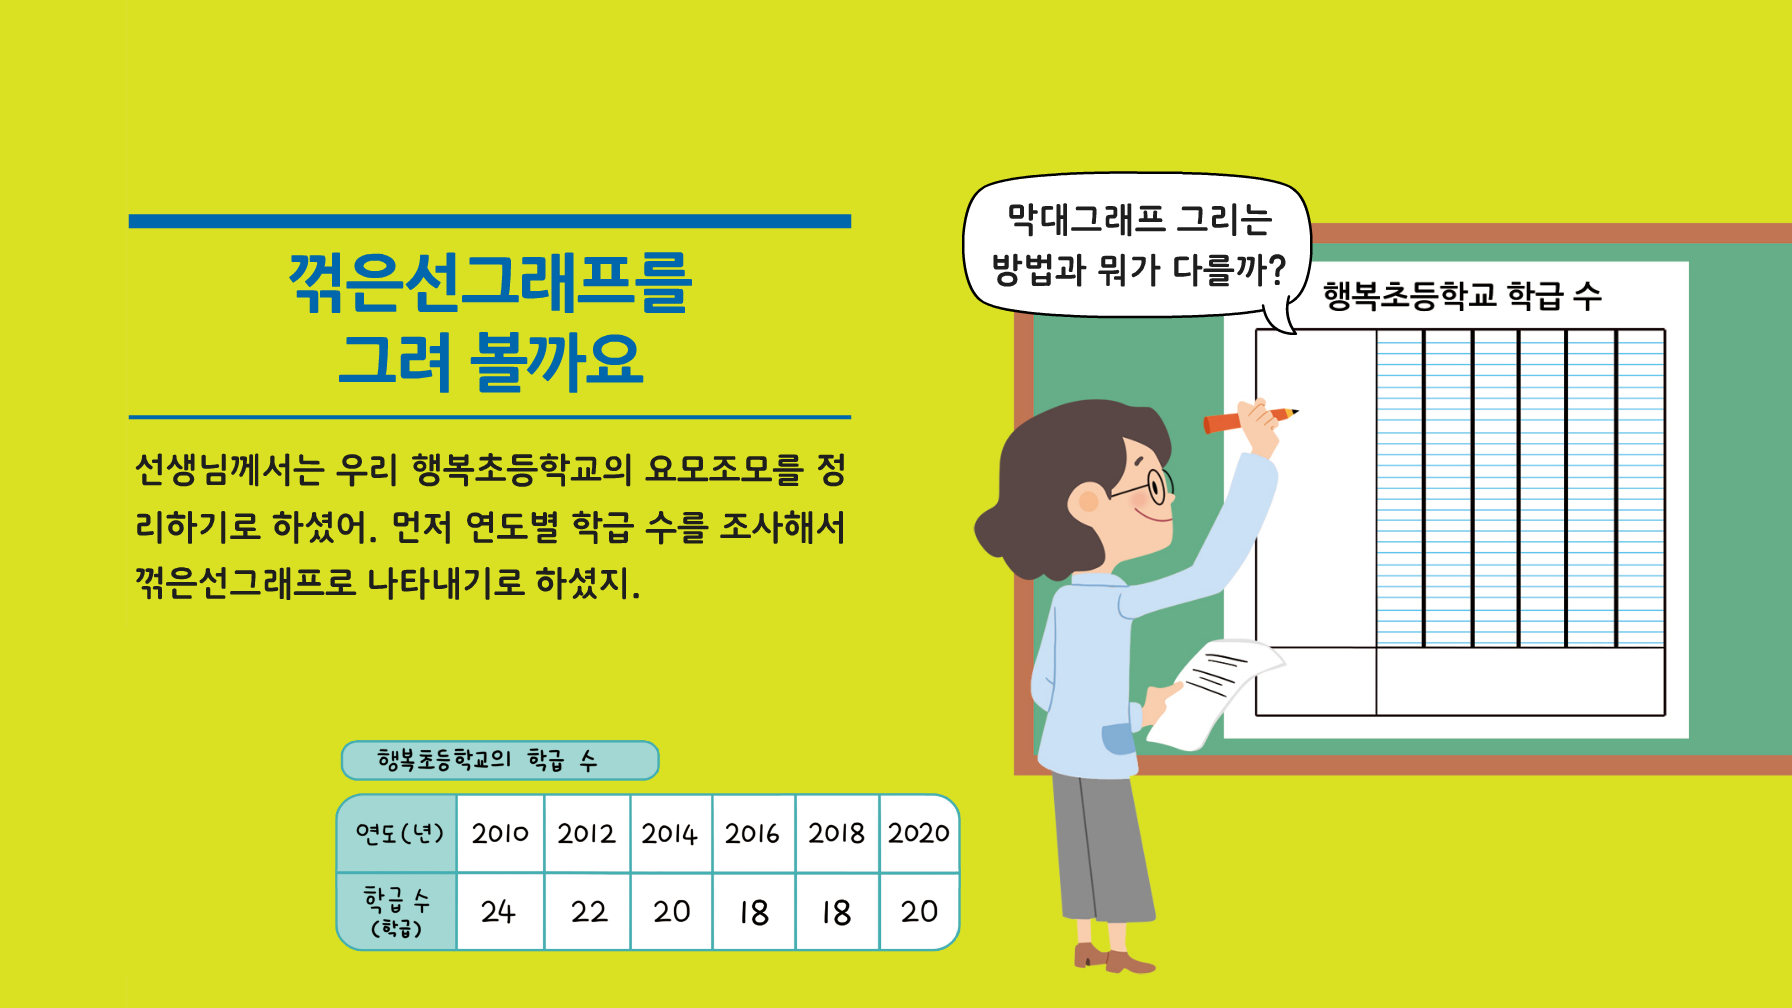 꺾은선그래프를
그려 볼까요
선생님께서는 우리 행복초등학교의 요모조모를 정
리하기로 하셨어. 먼저 연도별 학급 수를 조사해서
꺾은선그래프로 나타내기로 하셨지.
막대그래프 그리는
방법과 뭐가 다를까?
행복초등학교 학급 수
행복초등학교의 학급 수
연도(년) 2010 2012 2014 2016 2018 2020
학급 수 24 22 20 18 18 20
(학급)